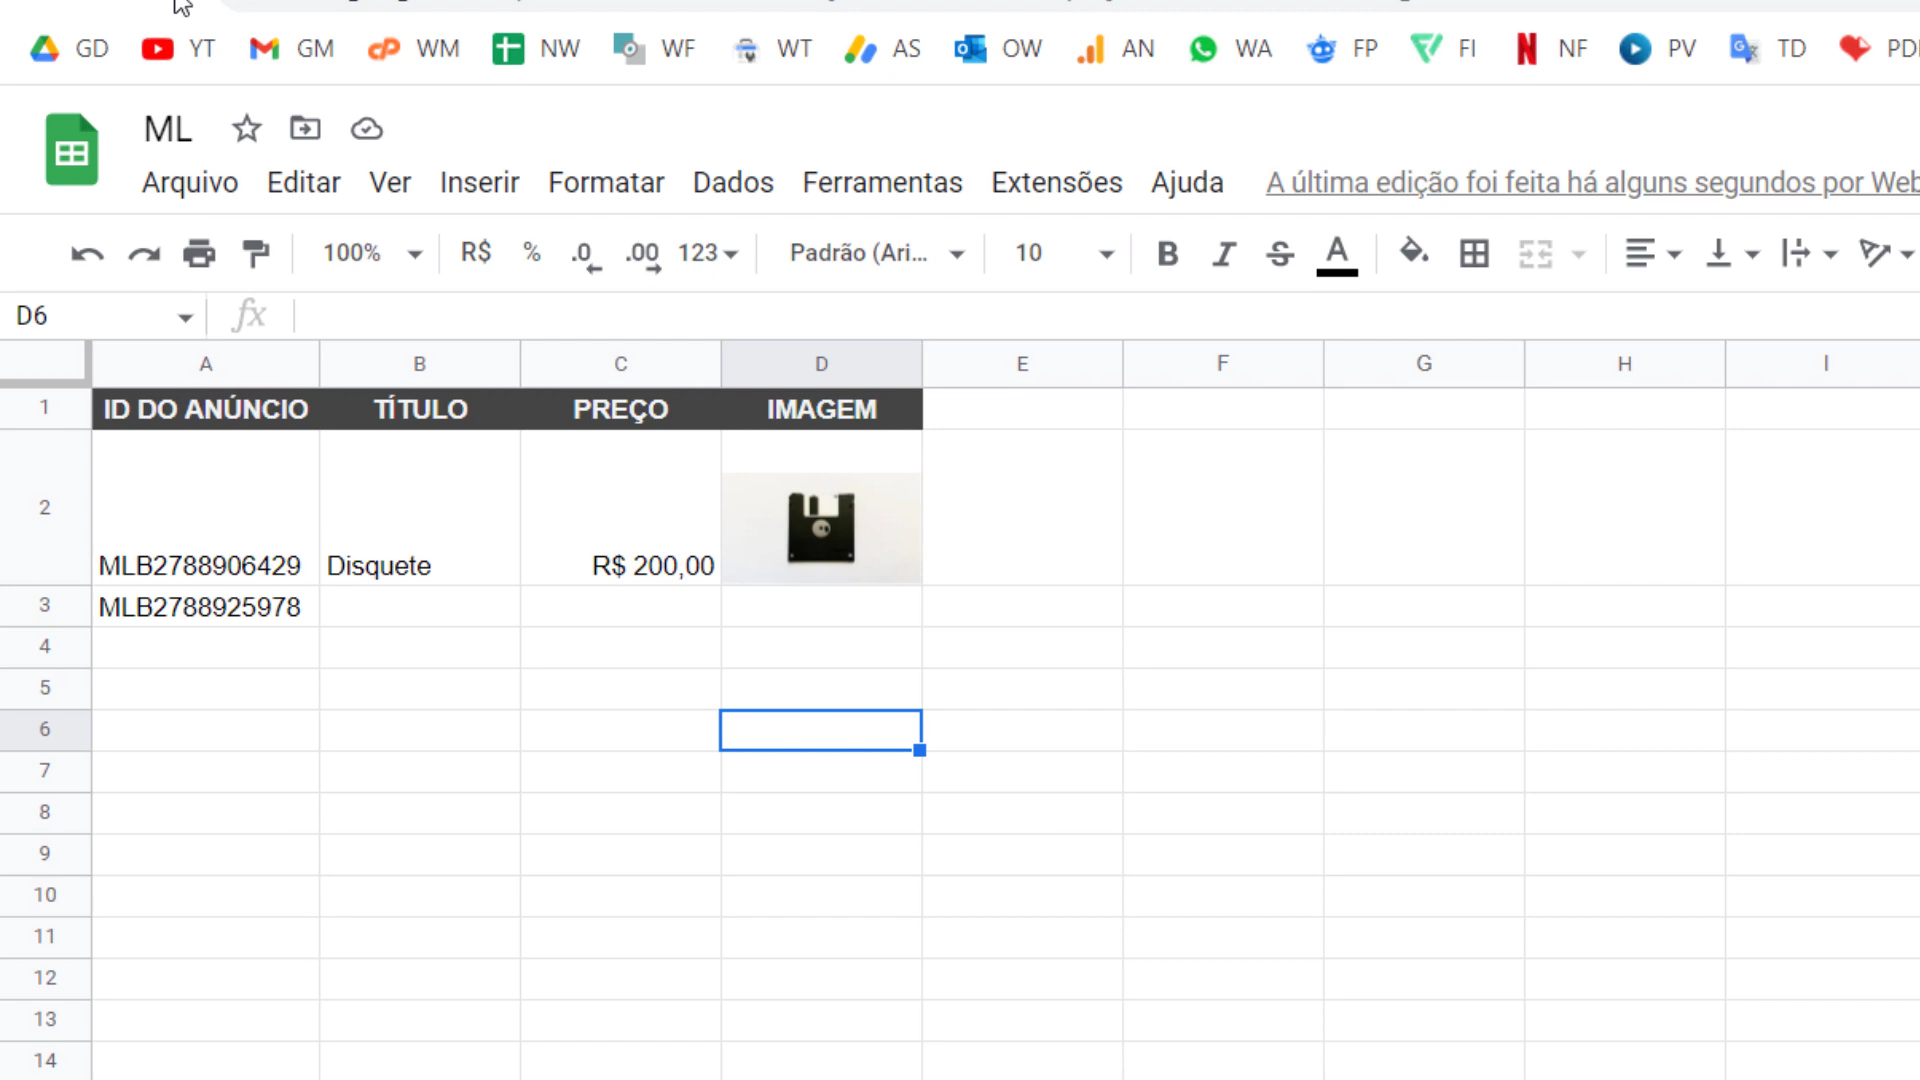 GD YT GM WM NW WF WT AS OW AN WA FP FI NF PV TD
ML
Arquivo Editar Ver Inserir Formatar Dados Ferramentas Extensões Ajuda A última edição foi feita há alguns segundos por Web
100% R$ % .0 .00 123 Padrão (Ari... 10 B I S A
D6 fx
A B C D E F G H I
1 ID DO ANÚNCIO TÍTULO PREÇO IMAGEM
2 MLB2788906429 Disquete R$ 200,00
3 MLB2788925978
4
5
6
7
8
9
10
11
12
13
14